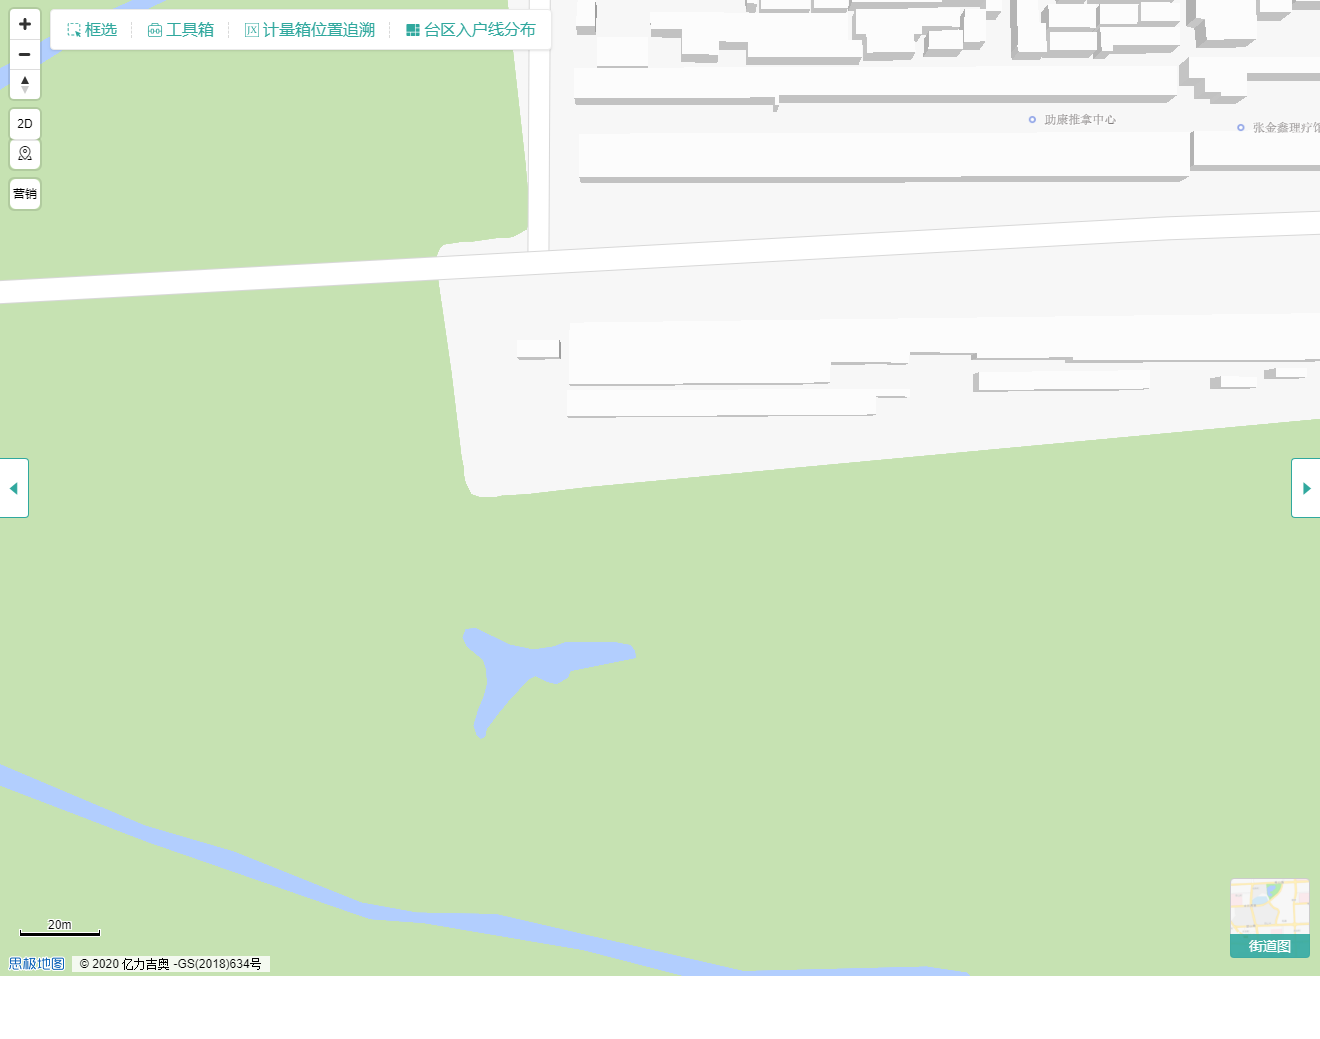 框选 工具箱 计量箱位置追溯 台区入户线分布
2D
营销
助康推拿中心
张金鑫理疗馆
20m
街道图
思极地图 © 2020 亿力吉奥 -GS(2018)634号